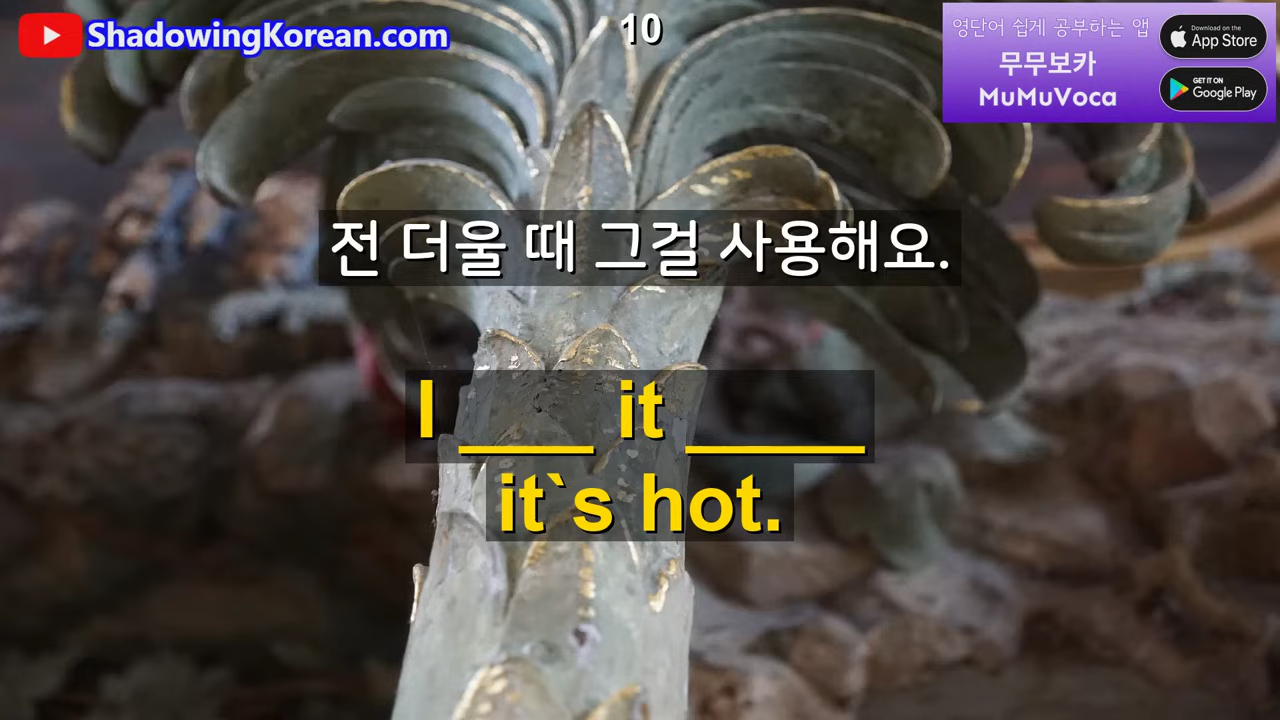 ShadowingKorean.com
10
영단어 쉽게 공부하는 앱
무무보카
MuMuVoca
Download on the
App Store
GET IT ON
Google Play
전 더울 때 그걸 사용해요.
I ___ it ____
it`s hot.